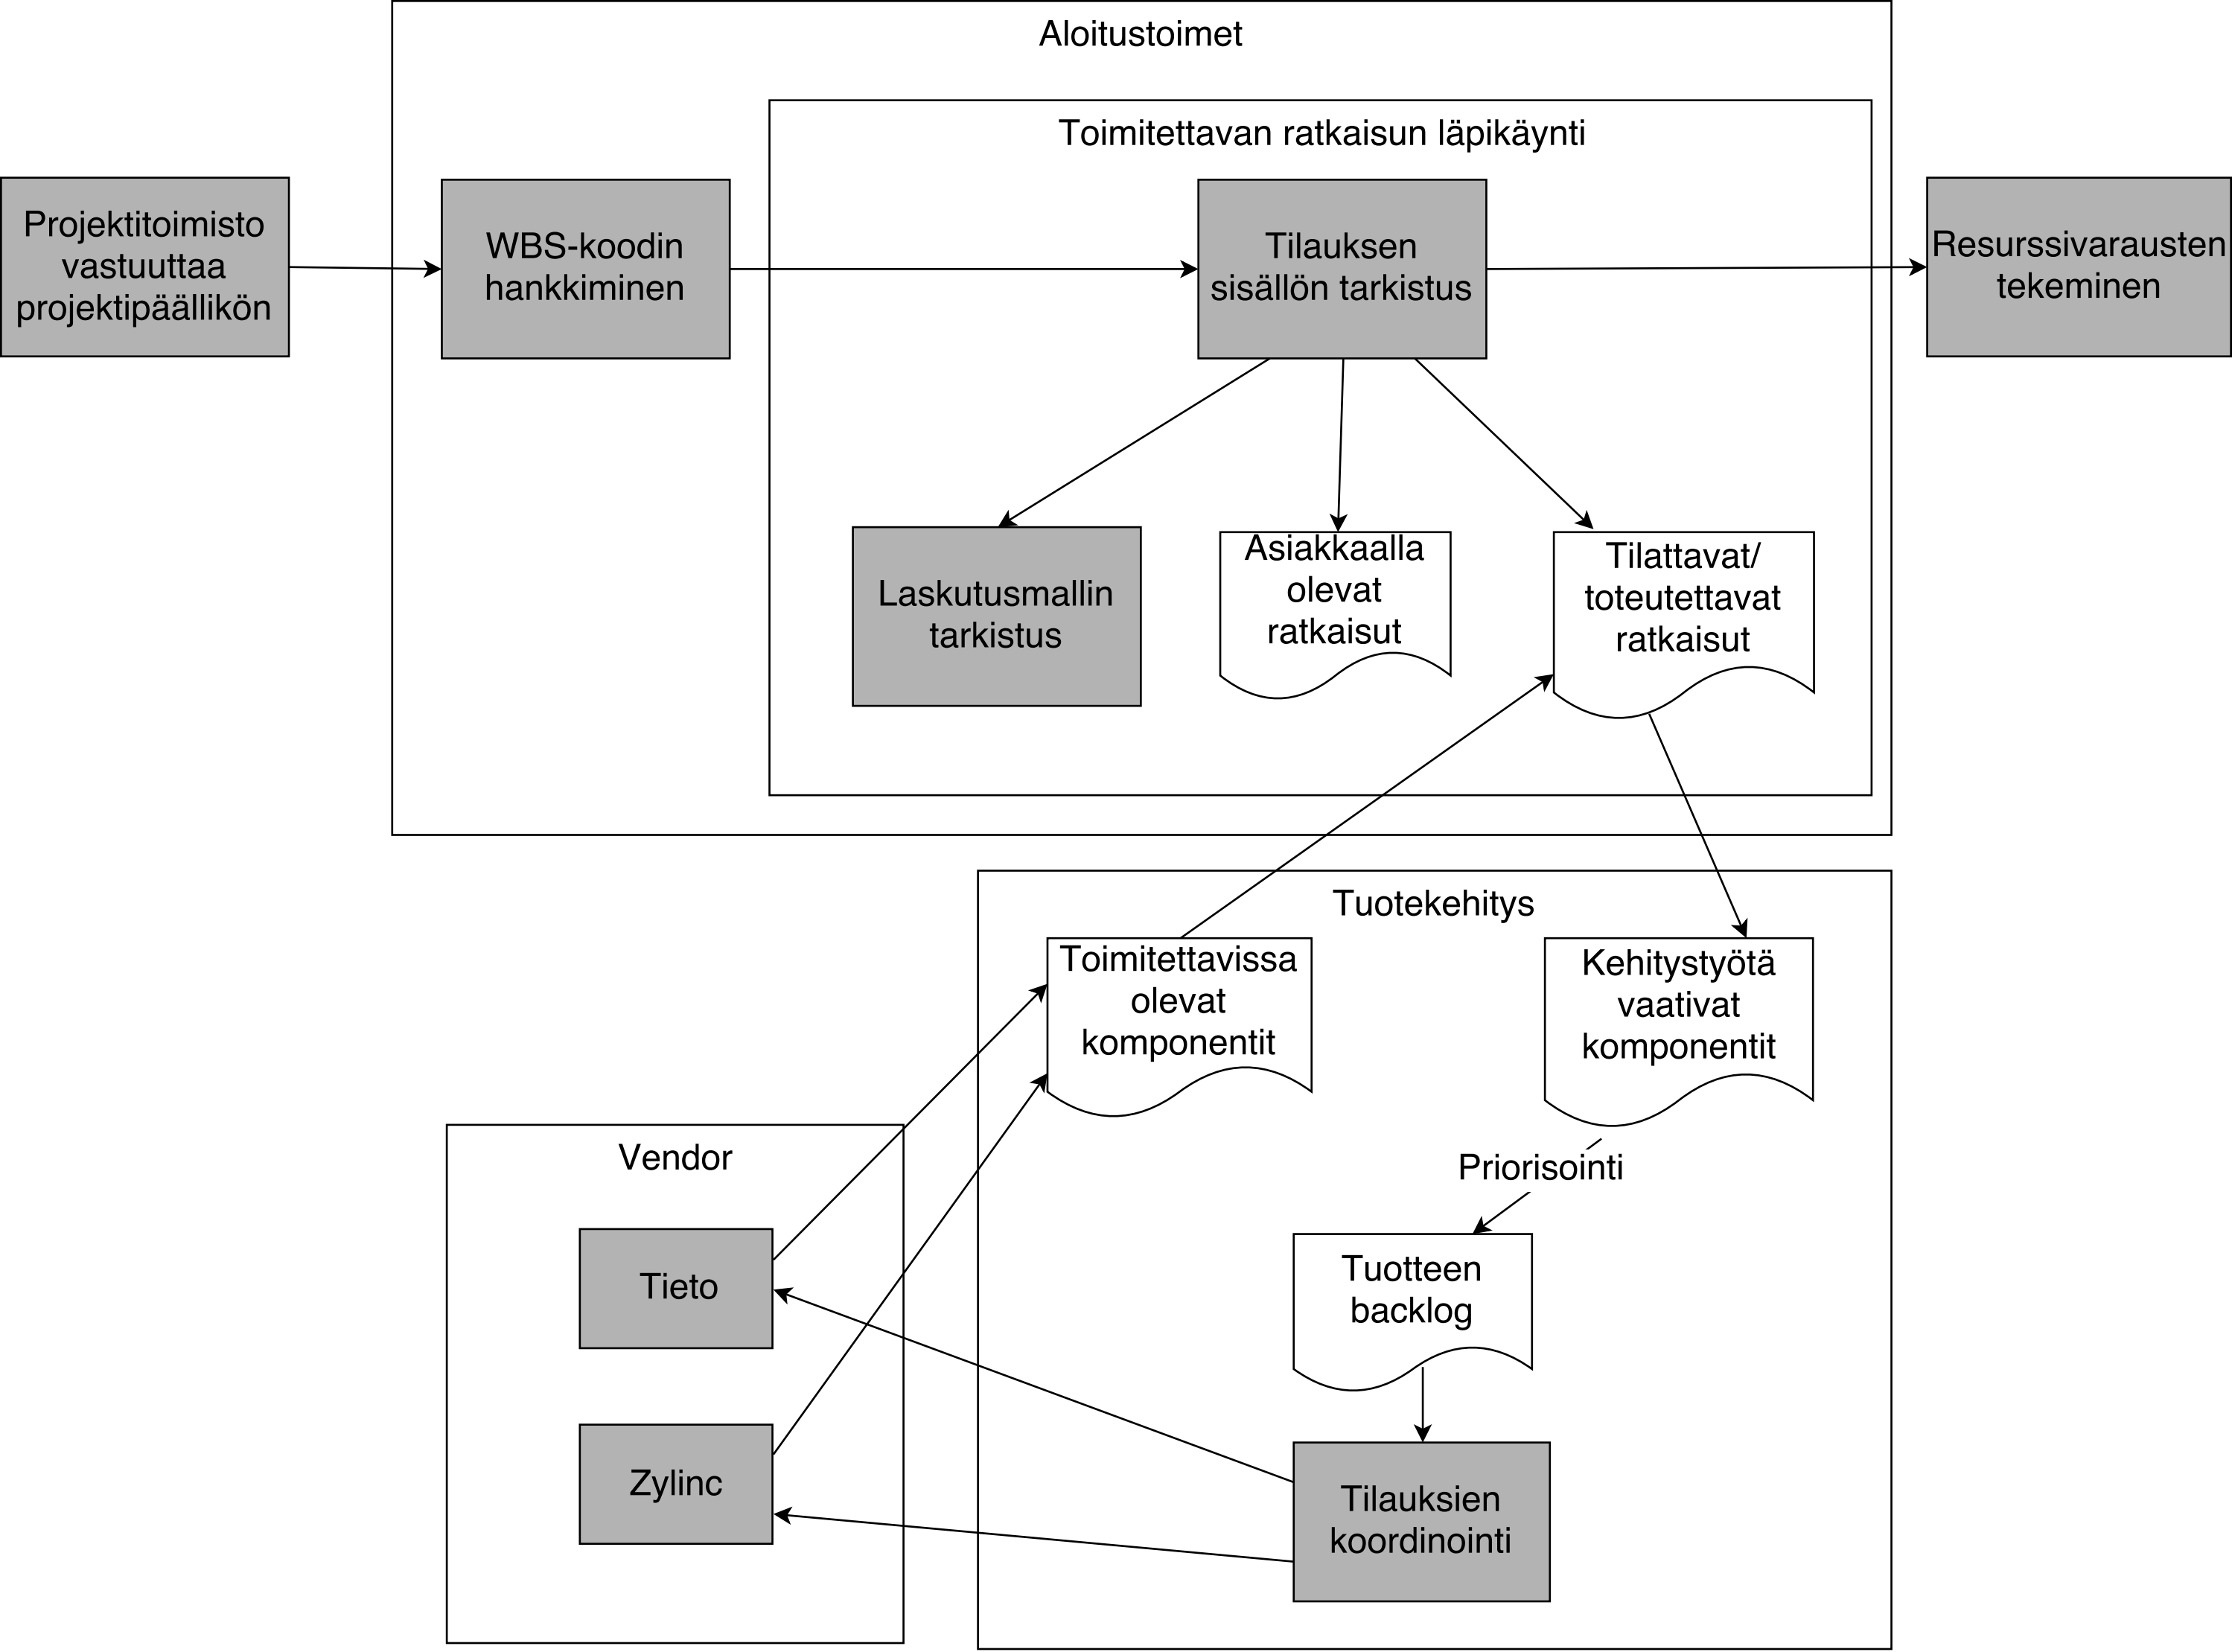 Aloitustoimet
Toimitettavan ratkaisun läpikäynti
Projektitoimisto
vastuuttaa
projektipäällikön
WBS-koodin
hankkiminen
Tilauksen
sisällön tarkistus
Resurssivarausten
tekeminen
Laskutusmallin
tarkistus
Asiakkaalla
olevat
ratkaisut
Tilattavat/
toteutettavat
ratkaisut
Tuotekehitys
Toimitettavissa
olevat
komponentit
Kehitystyötä
vaativat
komponentit
Vendor
Priorisointi
Tieto
Tuotteen
backlog
Zylinc
Tilauksien
koordinointi